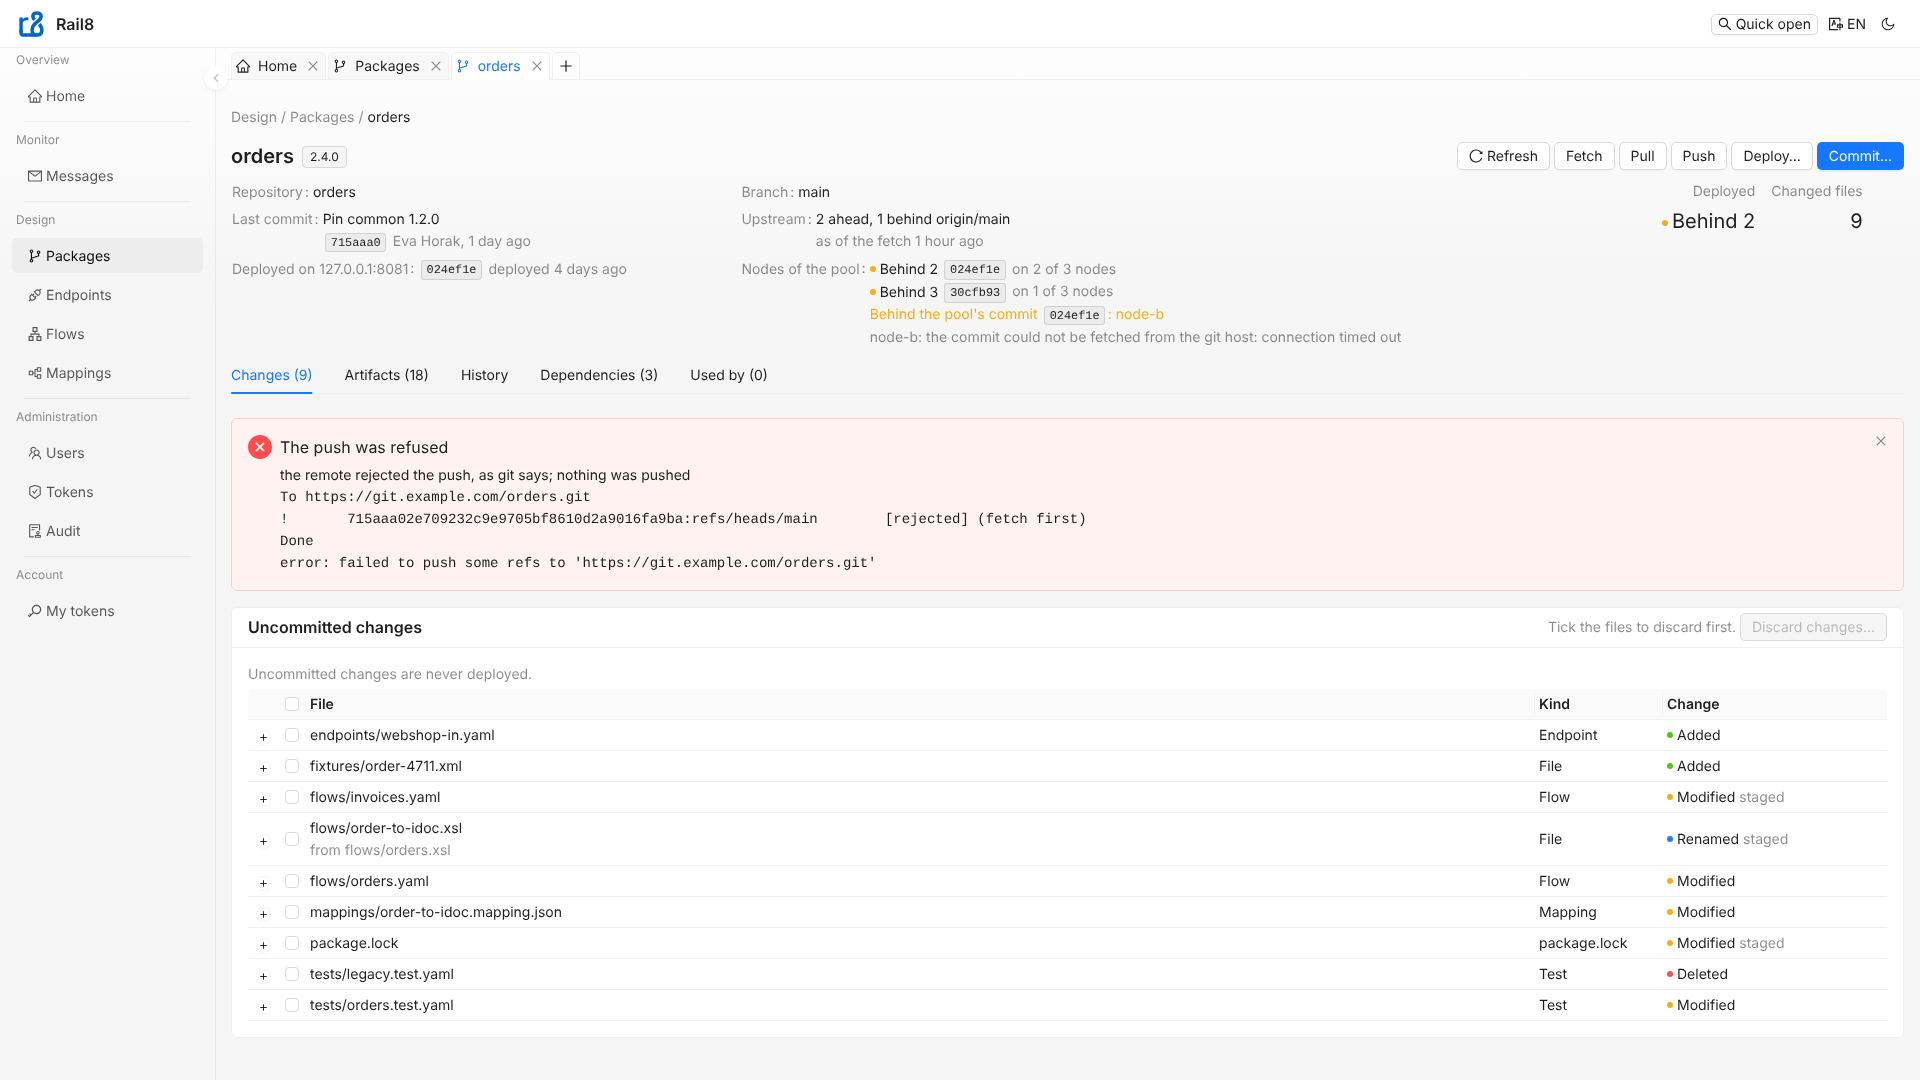 r8 Rail8
Quick open
EN
Overview
Home
Monitor
Messages
Design
Packages
Endpoints
Flows
Mappings
Administration
Users
Tokens
Audit
Account
My tokens
Home
Packages
orders
Design / Packages / orders
orders 2.4.0
Refresh
Fetch
Pull
Push
Deploy...
Commit...
Repository: orders
Branch: main
Deployed
Behind 2
Changed files
9
Last commit: Pin common 1.2.0
715aaa0 Eva Horak, 1 day ago
Upstream: 2 ahead, 1 behind origin/main
as of the fetch 1 hour ago
Deployed on 127.0.0.1:8081: 024ef1e deployed 4 days ago
Nodes of the pool: Behind 2 024ef1e on 2 of 3 nodes
Behind 3 30cfb93 on 1 of 3 nodes
Behind the pool's commit 024ef1e : node-b
node-b: the commit could not be fetched from the git host: connection timed out
Changes (9)
Artifacts (18)
History
Dependencies (3)
Used by (0)
The push was refused
the remote rejected the push, as git says; nothing was pushed
To https://git.example.com/orders.git
! 715aaa02e709232c9e9705bf8610d2a9016fa9ba:refs/heads/main [rejected] (fetch first)
Done
error: failed to push some refs to 'https://git.example.com/orders.git'
Uncommitted changes
Tick the files to discard first.
Discard changes...
Uncommitted changes are never deployed.
File Kind Change
+ endpoints/webshop-in.yaml Endpoint Added
+ fixtures/order-4711.xml File Added
+ flows/invoices.yaml Flow Modified staged
+ flows/order-to-idoc.xsl File Renamed staged
from flows/orders.xsl
+ flows/orders.yaml Flow Modified
+ mappings/order-to-idoc.mapping.json Mapping Modified
+ package.lock package.lock Modified staged
+ tests/legacy.test.yaml Test Deleted
+ tests/orders.test.yaml Test Modified